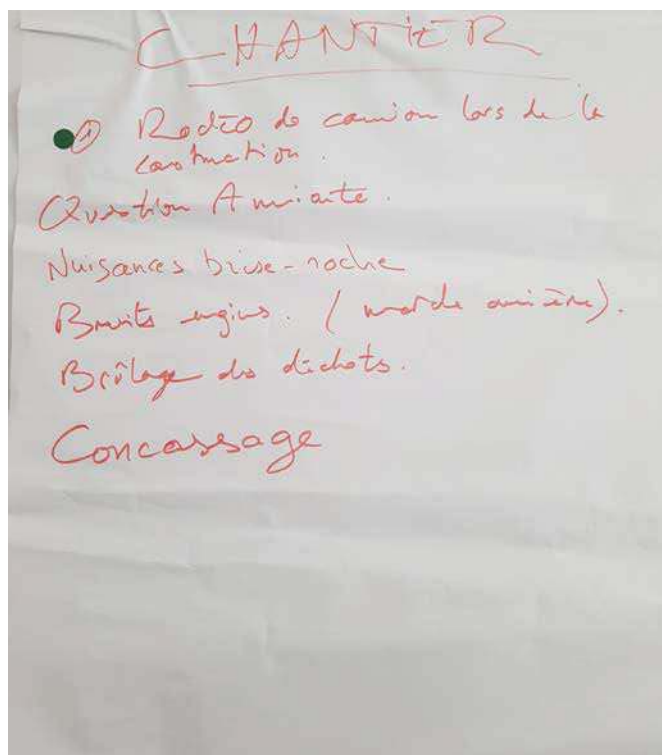 CHANTIER
① Rodéo de camion lors de la
construction.
Question Amiante.
Nuisances brise-roche
Bruits engins. (marche arrière).
Brûlage des déchets.
Concassage